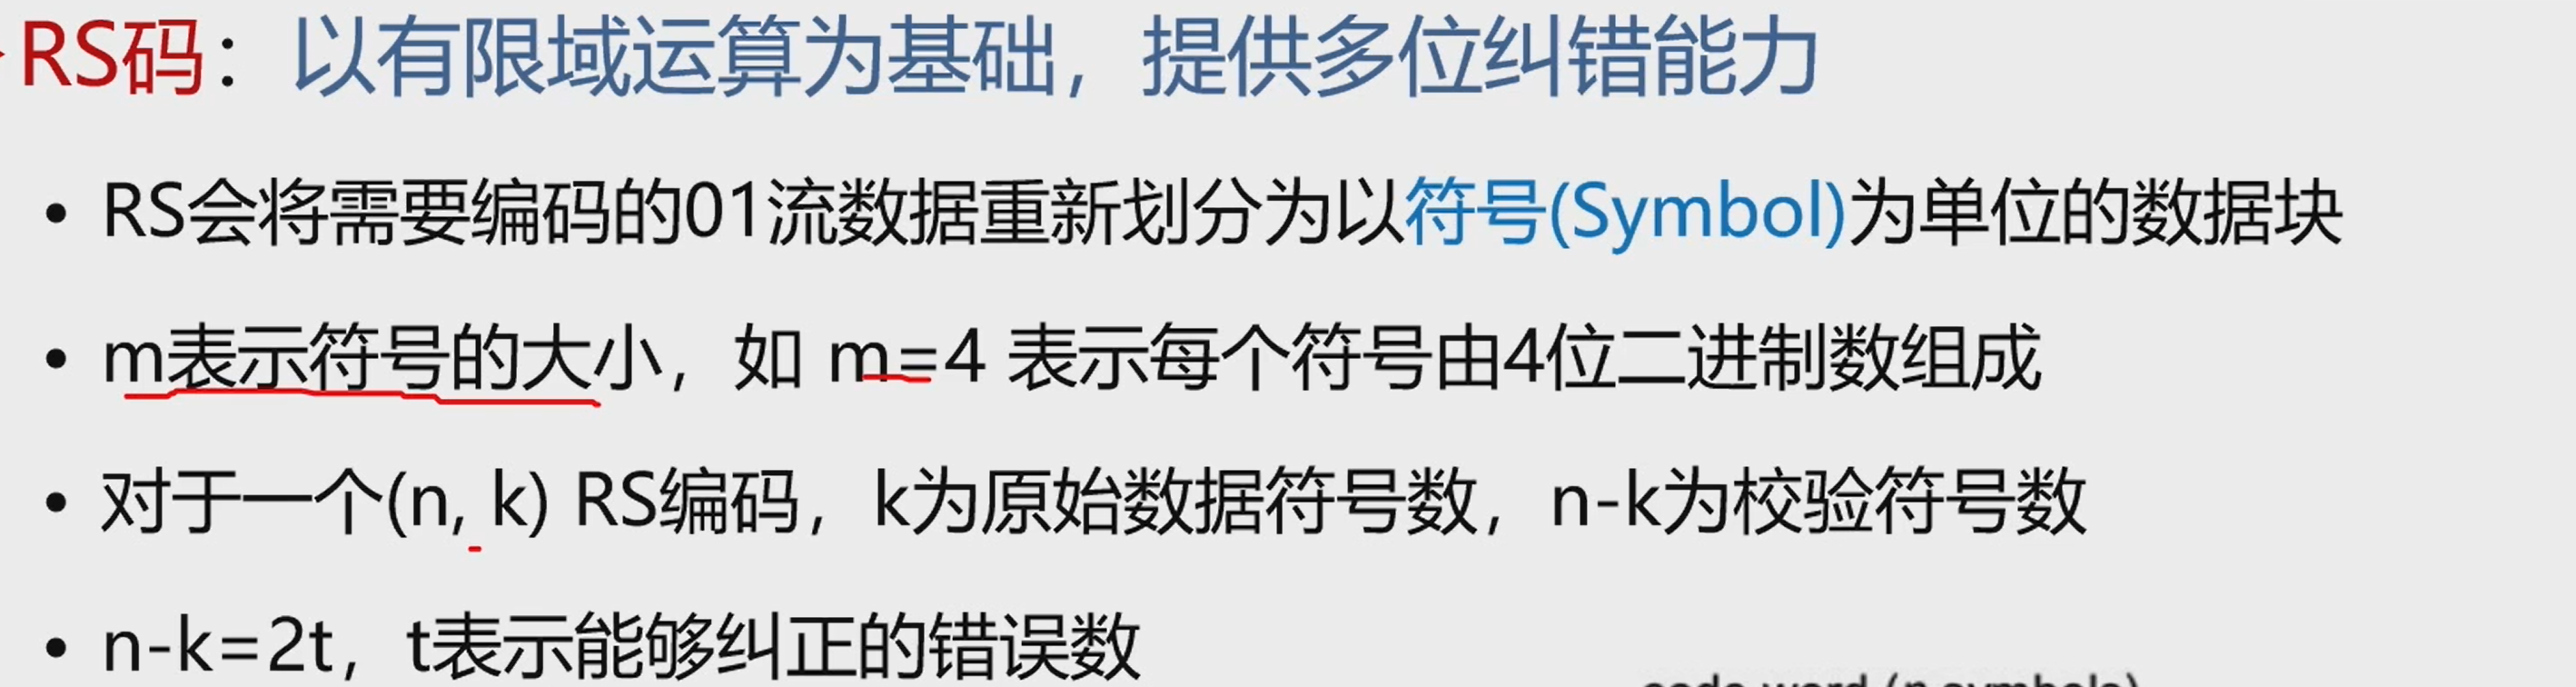 RS码：以有限域运算为基础，提供多位纠错能力
• RS会将需要编码的01流数据重新划分为以符号(Symbol)为单位的数据块
• m表示符号的大小，如 m=4 表示每个符号由4位二进制数组成
• 对于一个(n, k) RS编码，k为原始数据符号数，n-k为校验符号数
• n-k=2t，t表示能够纠正的错误数
code word (n symbols)